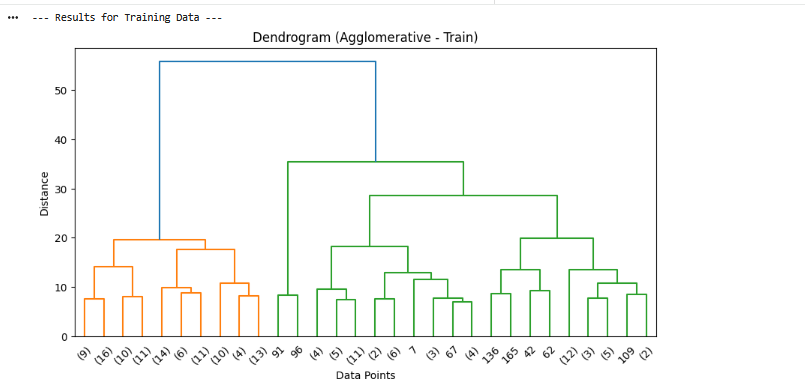 ••• --- Results for Training Data ---
Dendrogram (Agglomerative - Train)
50
40
30
20
10
0
Distance
(9) (16) (10) (11) (14) (6) (11) (10) (4) (13) 91 96 (4) (5) (11) (2) (6) 7 (3) 67 (4) 136 165 42 62 (12) (3) (5) 109 (2)
Data Points